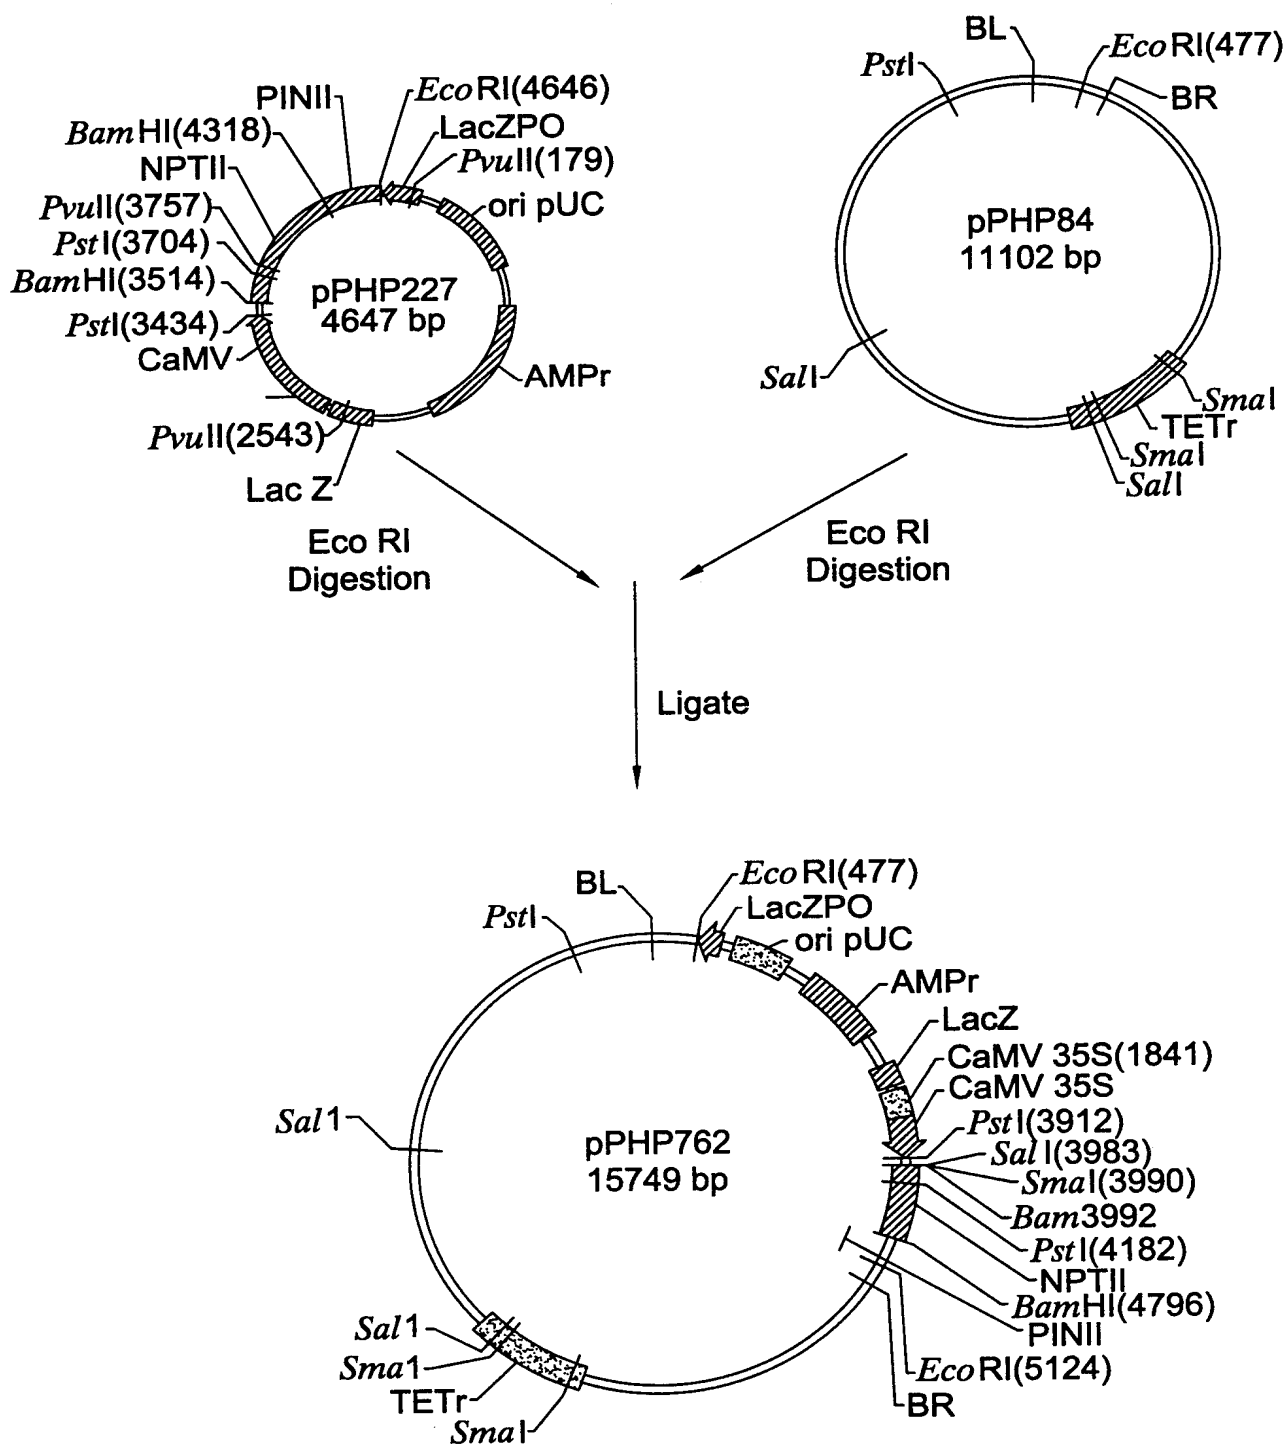 PINII
EcoRI(4646)
BamHI(4318)
LacZPO
NPTII
PvuII(179)
PvuII(3757)
ori pUC
PstI(3704)
BamHI(3514)
pPHP227
4647 bp
PstI(3434)
CaMV
AMPr
PvuII(2543)
Lac Z
BL
EcoRI(477)
PstI
BR
pPHP84
11102 bp
SalI
SmaI
TETr
SmaI
SalI
Eco RI
Digestion
Eco RI
Digestion
Ligate
BL
EcoRI(477)
PstI
LacZPO
ori pUC
AMPr
LacZ
CaMV 35S(1841)
CaMV 35S
PstI(3912)
Sal1
pPHP762
15749 bp
Sal I(3983)
SmaI(3990)
Bam3992
PstI(4182)
NPTII
BamHI(4796)
PINII
EcoRI(5124)
BR
Sal1
Sma1
TETr
SmaI